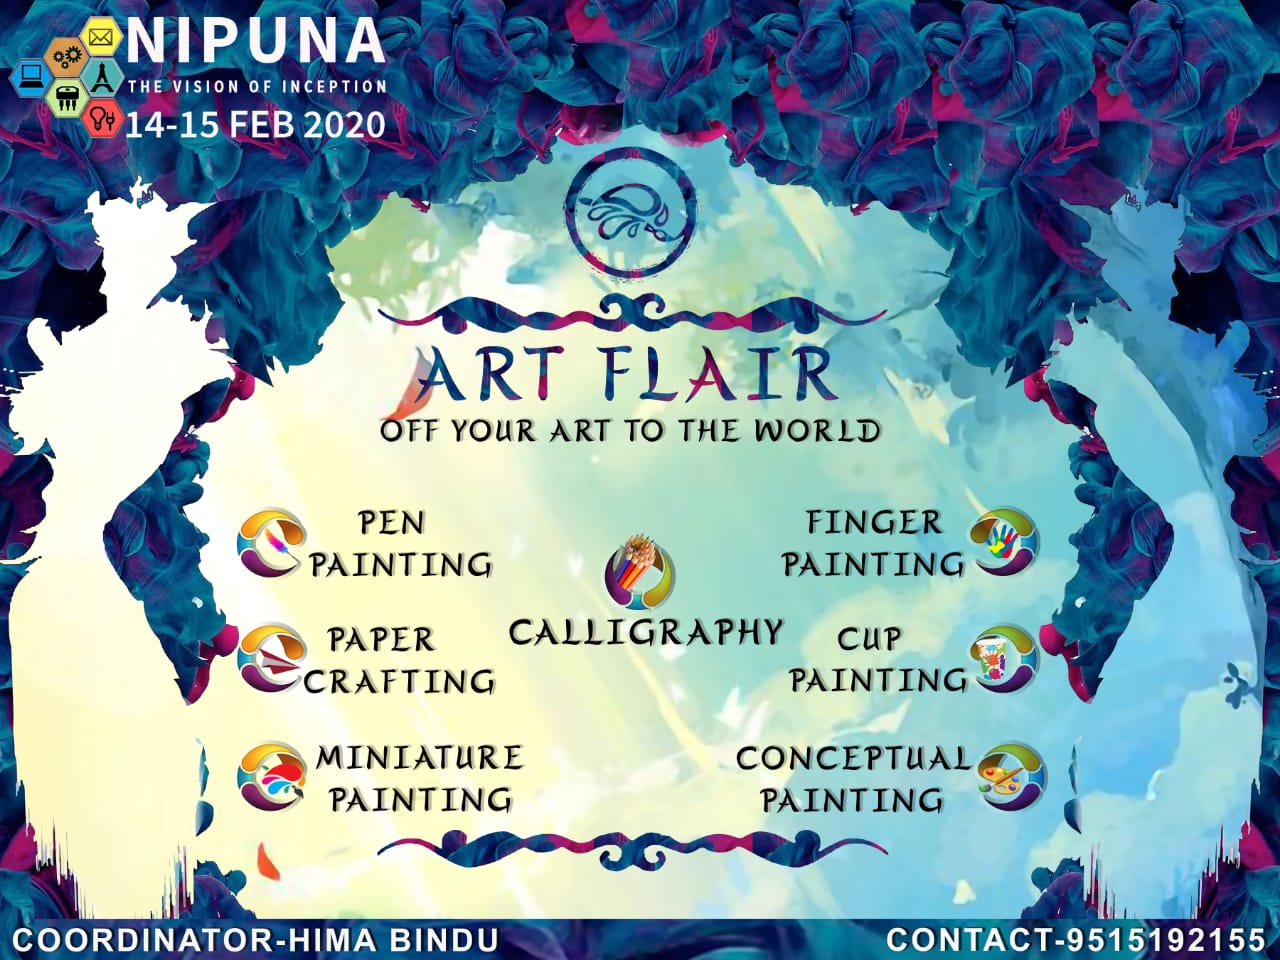 NIPUNA
THE VISION OF INCEPTION
14-15 FEB 2020
ART FLAIR
OFF YOUR ART TO THE WORLD
PEN
PAINTING
FINGER
PAINTING
CALLIGRAPHY
PAPER
CRAFTING
CUP
PAINTING
MINIATURE
PAINTING
CONCEPTUAL
PAINTING
COORDINATOR-HIMA BINDU
CONTACT-9515192155